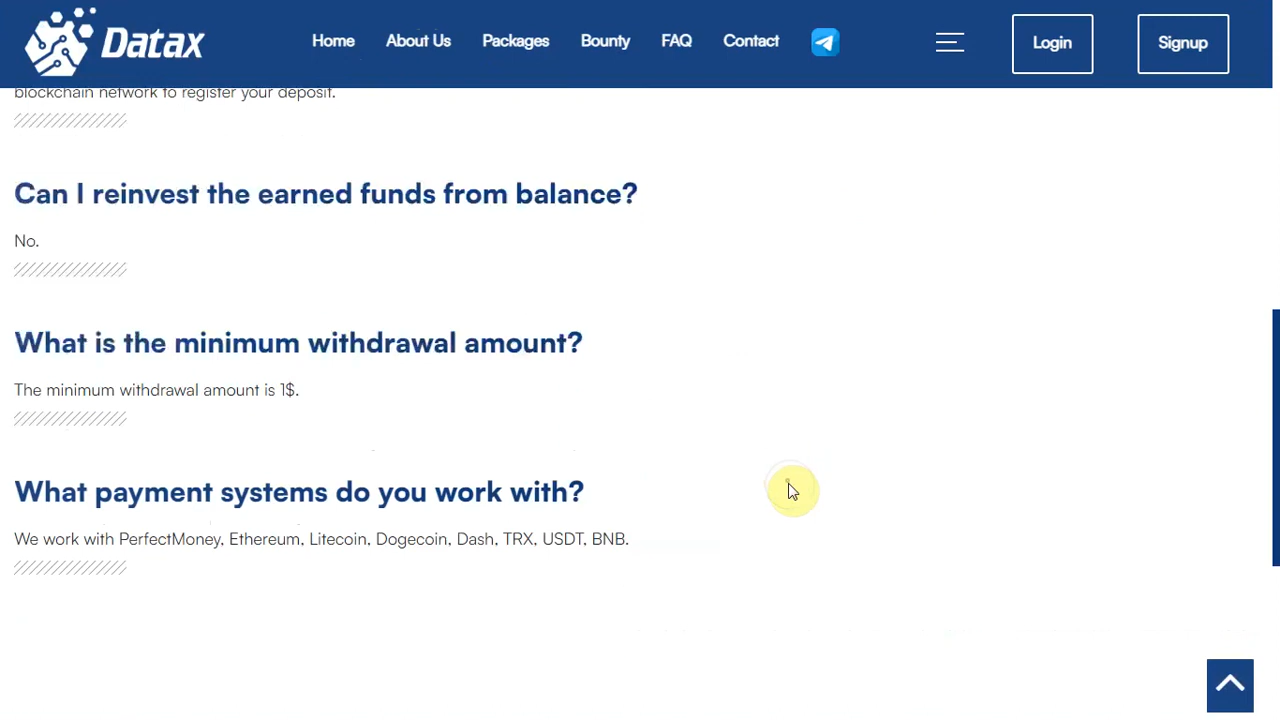 Datax
Home About Us Packages Bounty FAQ Contact Login Signup
blockchain network to register your deposit.
Can I reinvest the earned funds from balance?
No.
What is the minimum withdrawal amount?
The minimum withdrawal amount is 1$.
What payment systems do you work with?
We work with PerfectMoney, Ethereum, Litecoin, Dogecoin, Dash, TRX, USDT, BNB.